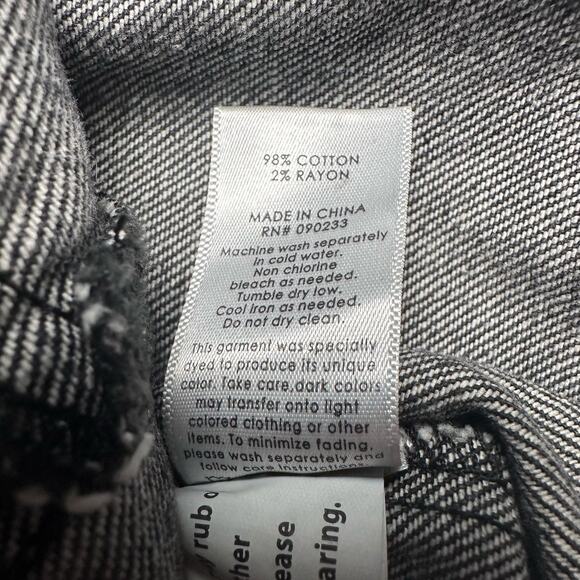 98% COTTON
2% RAYON
MADE IN CHINA
RN# 090233
Machine wash separately
in cold water.
Non chlorine
bleach as needed.
Tumble dry low.
Cool iron as needed.
Do not dry clean.
This garment was specially
dyed to produce its unique
color. Take care,dark colors
may transfer onto light
colored clothing or other
items. To minimize fading,
please wash separately and
follow care instructions
rub
aring.